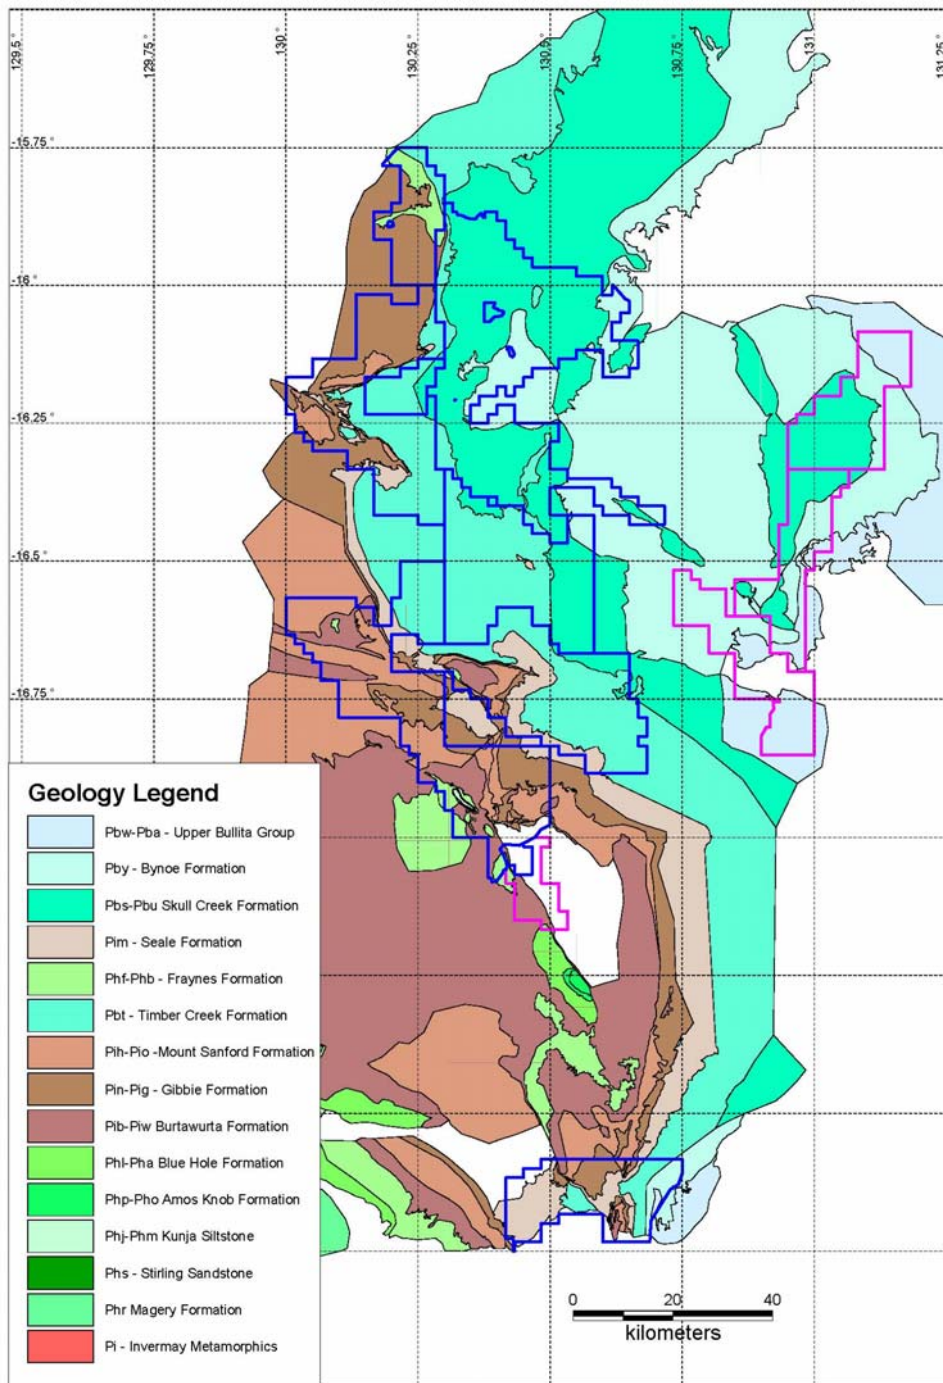 129.5°
129.75°
130°
130.25°
130.5°
130.75°
131°
131.25
-15.75°
-16°
-16.25°
-16.5°
-16.75°
Geology Legend
Pbw-Pba - Upper Bullita Group
Pby - Bynoe Formation
Pbs-Pbu Skull Creek Formation
Pim - Seale Formation
Phf-Phb - Fraynes Formation
Pbt - Timber Creek Formation
Pih-Pio -Mount Sanford Formation
Pin-Pig - Gibbie Formation
Pib-Piw Burtawurta Formation
Phl-Pha Blue Hole Formation
Php-Pho Amos Knob Formation
Phj-Phm Kunja Siltstone
Phs - Stirling Sandstone
Phr Magery Formation
Pi - Invermay Metamorphics
0 20 40
kilometers